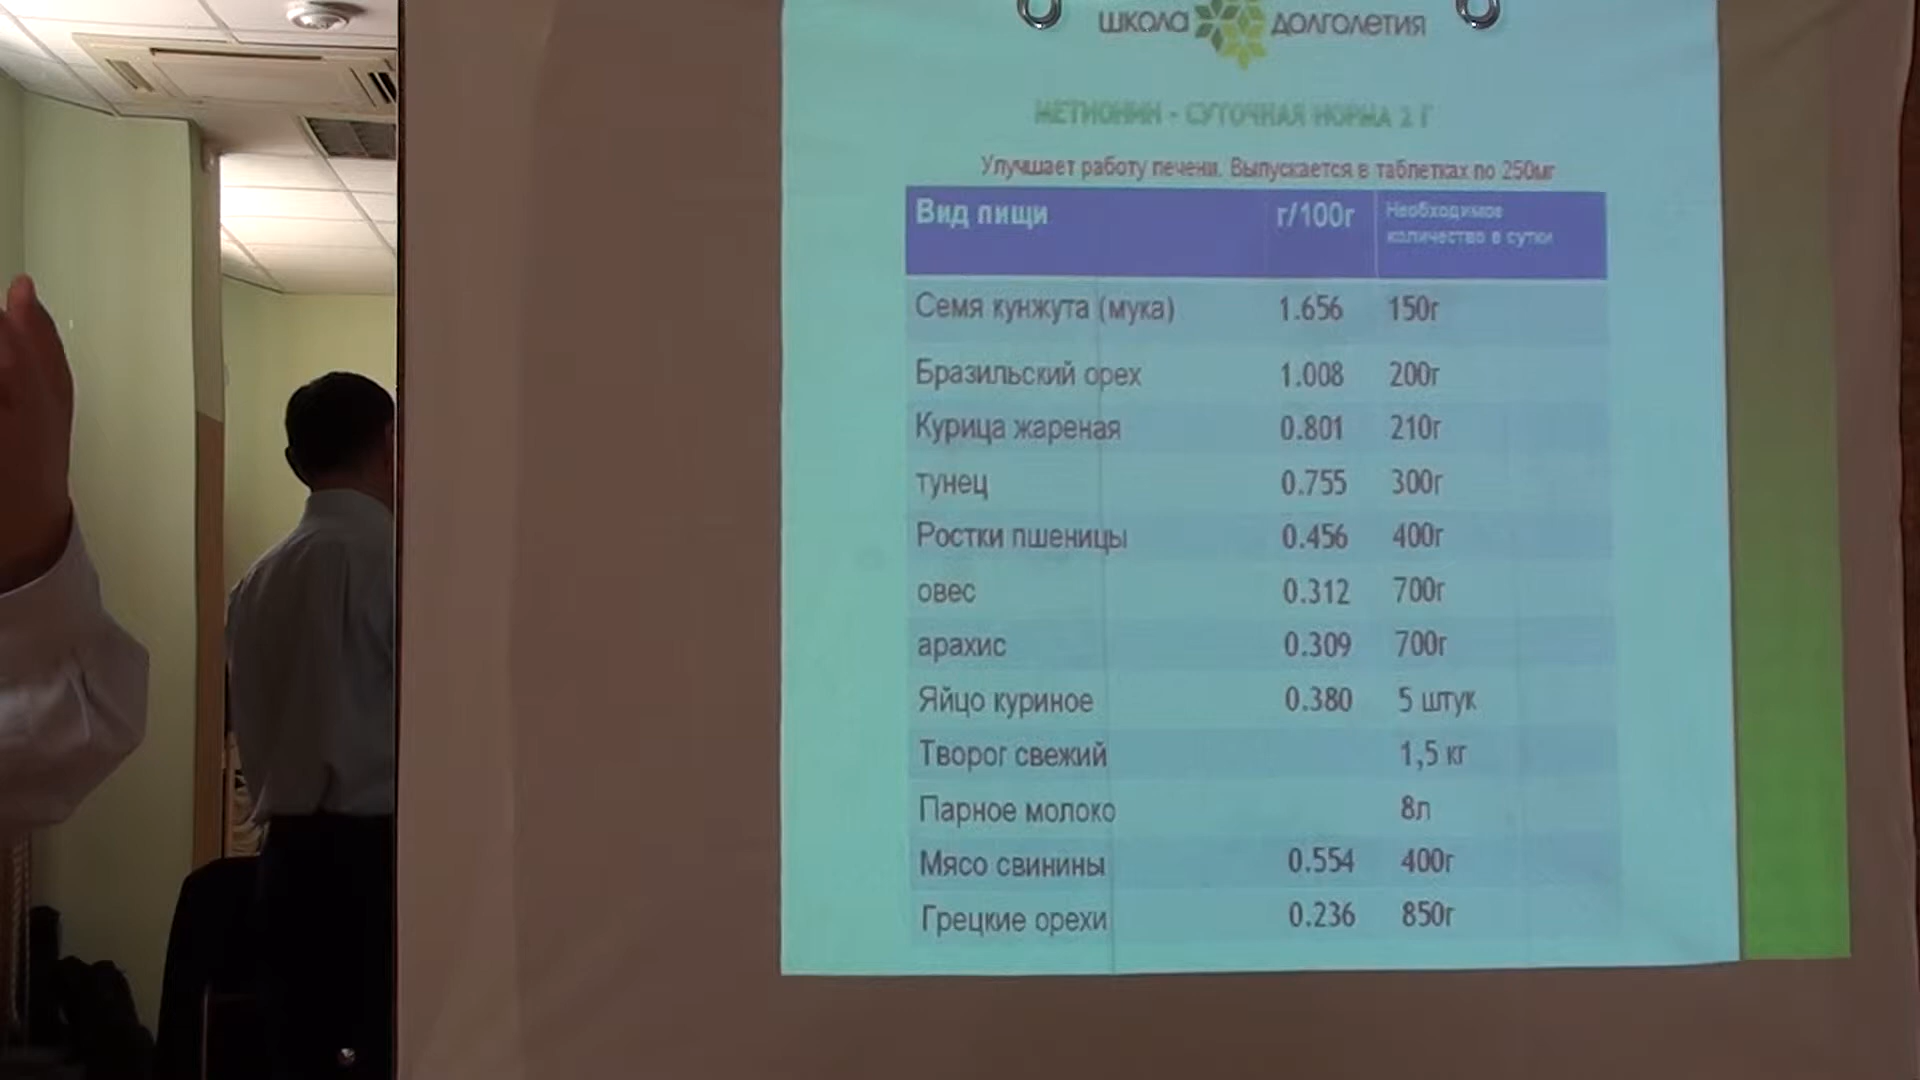 ШКОЛА ДОЛГОЛЕТИЯ
МЕТИОНИН - СУТОЧНАЯ НОРМА 2 Г
Улучшает работу печени. Выпускается в таблетках по 250мг
Вид пищи г/100г Необходимое количество в сутки
Семя кунжута (мука) 1.656 150г
Бразильский орех 1.008 200г
Курица жареная 0.801 210г
тунец 0.755 300г
Ростки пшеницы 0.456 400г
овес 0.312 700г
арахис 0.309 700г
Яйцо куриное 0.380 5 штук
Творог свежий 1,5 кг
Парное молоко 8л
Мясо свинины 0.554 400г
Грецкие орехи 0.236 850г